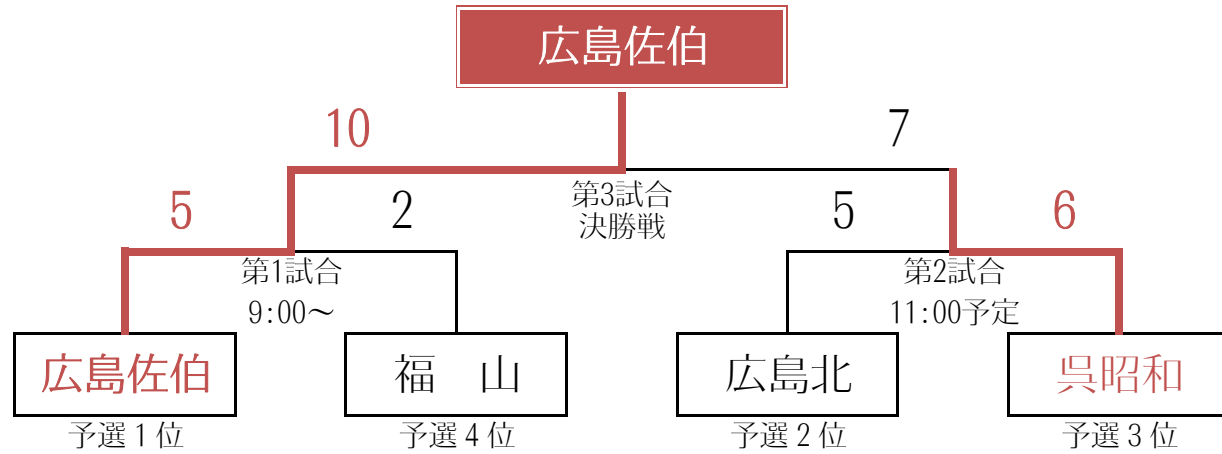 広島佐伯
10
7
5
2
第3試合
決勝戦
5
6
第1試合
9:00～
第2試合
11:00予定
広島佐伯
福　山
広島北
呉昭和
予選１位
予選４位
予選２位
予選３位